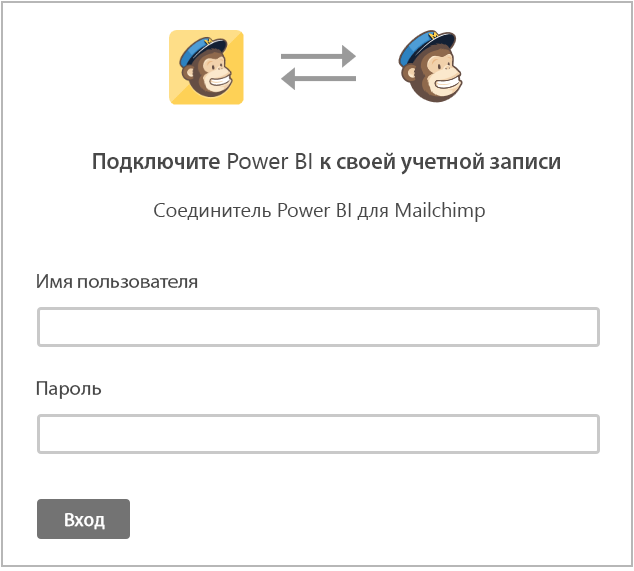 Подключите Power BI к своей учетной записи
Соединитель Power BI для Mailchimp
Имя пользователя
Пароль
Вход